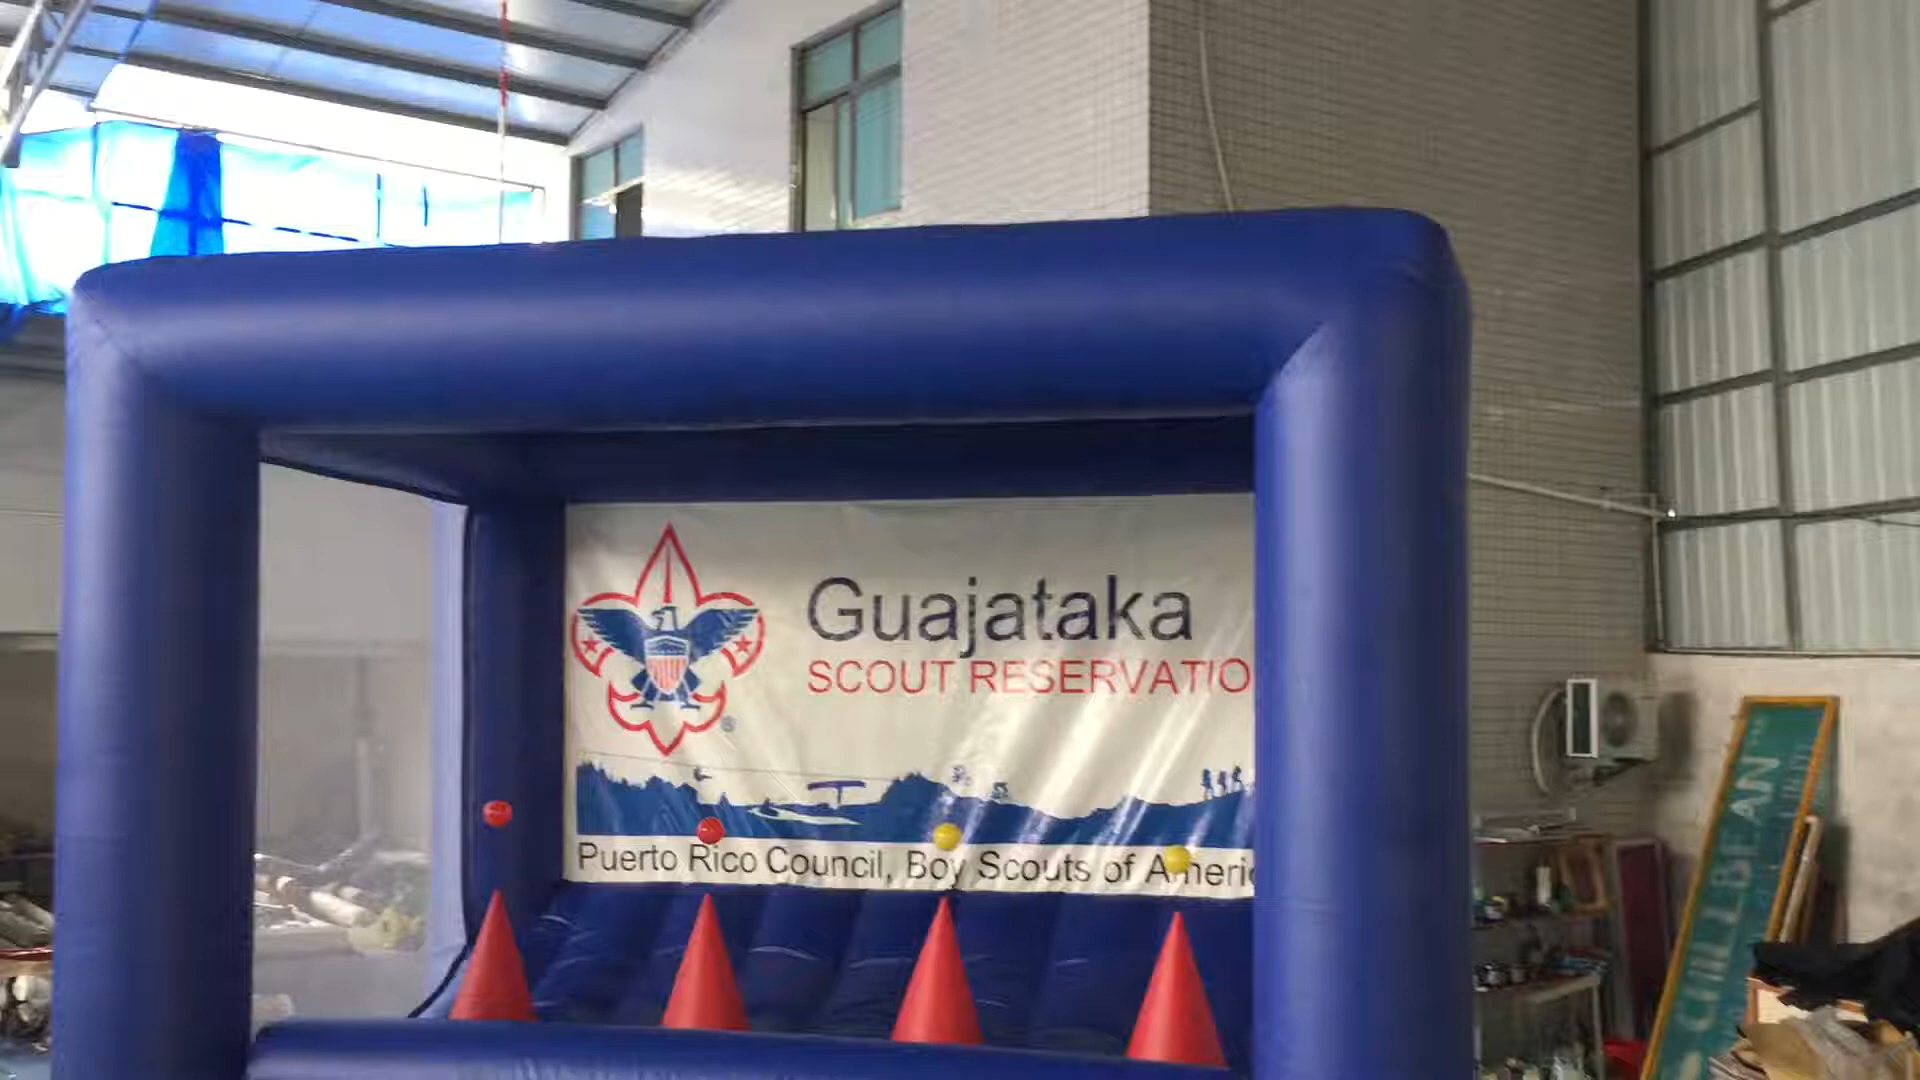 Guajataka
SCOUT RESERVATIO
®
Puerto Rico Council, Boy Scouts of Americ